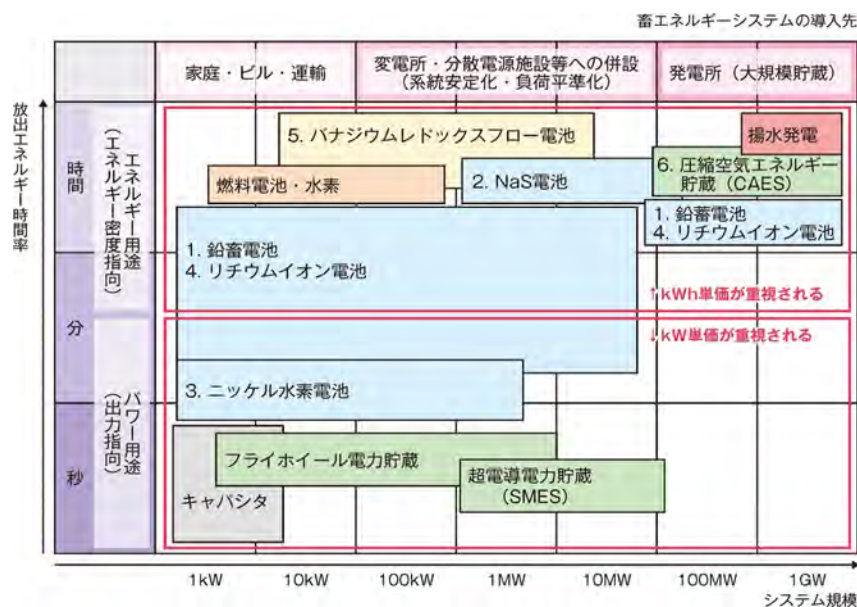 畜エネルギーシステムの導入先
家庭・ビル・運輸
変電所・分散電源施設等への併設
(系統安定化・負荷平準化)
発電所(大規模貯蔵)
放出エネルギー時間率
時間
分
秒
エネルギー用途
(エネルギー密度指向)
パワー用途
(出力指向)
5. バナジウムレドックスフロー電池
揚水発電
燃料電池・水素
2. NaS電池
6. 圧縮空気エネルギー
貯蔵(CAES)
1. 鉛畜電池
4. リチウムイオン電池
1. 鉛蓄電池
4. リチウムイオン電池
↑kWh単価が重視される
↓kW単価が重視される
3. ニッケル水素電池
フライホイール電力貯蔵
超電導電力貯蔵
(SMES)
キャパシタ
1kW
10kW
100kW
1MW
10MW
100MW
1GW
システム規模